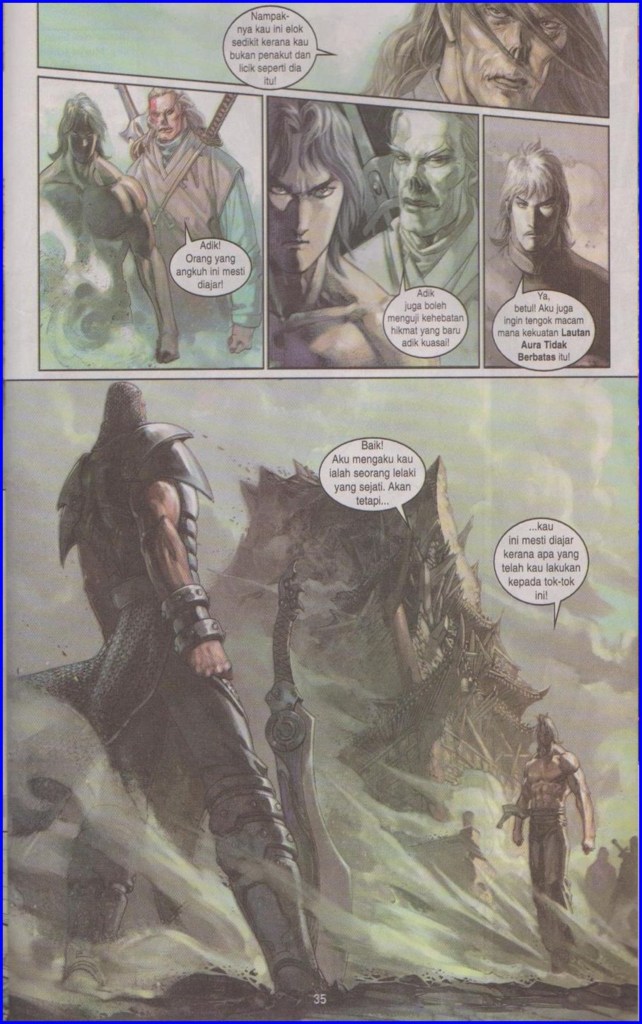 Nampak-
nya kau ini elok
sedikit kerana kau
bukan penakut dan
licik seperti dia
itu!
Adik!
Orang yang
angkuh ini mesti
diajar!
Adik
juga boleh
menguji kehebatan
hikmat yang baru
adik kuasai!
Ya,
betul! Aku juga
ingin tengok macam
mana kekuatan Lautan
Aura Tidak
Berbatas itu!
Baik!
Aku mengaku kau
ialah seorang lelaki
yang sejati. Akan
tetapi...
...kau
ini mesti diajar
kerana apa yang
telah kau lakukan
kepada tok-tok
ini!
35